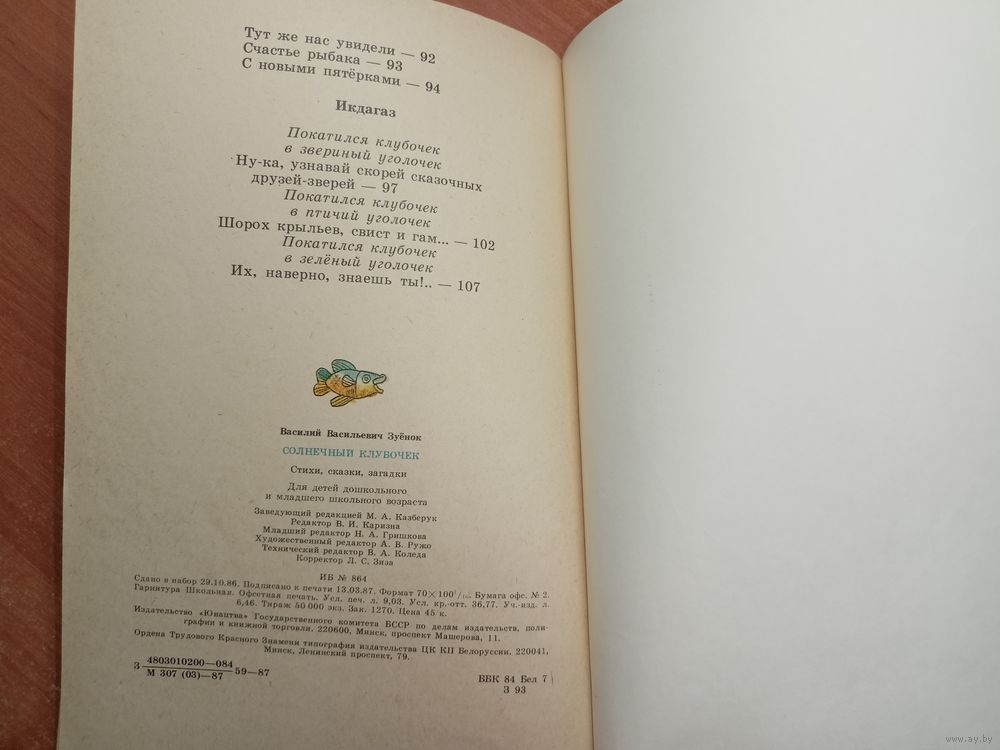 Тут же нас увидели — 92
Счастье рыбака — 93
С новыми пятёрками — 94
Икдагаз
Покатился клубочек
в звериный уголочек
Ну-ка, узнавай скорей сказочных
друзей-зверей — 97
Покатился клубочек
в птичий уголочек
Шорох крыльев, свист и гам... — 102
Покатился клубочек
в зелёный уголочек
Их, наверно, знаешь ты!.. — 107
Василий Васильевич Зуёнок
СОЛНЕЧНЫЙ КЛУБОЧЕК
Стихи, сказки, загадки
Для детей дошкольного
и младшего школьного возраста
Заведующий редакцией М. А. Казберук
Редактор В. И. Каризна
Младший редактор Н. А. Гришкова
Художественный редактор А. В. Ружо
Технический редактор В. А. Коледа
Корректор Л. С. Зиза
ИБ № 864
Сдано в набор 29.10.86. Подписано к печати 13.03.87. Формат 70×100¹/.. Бумага офс. № 2.
Гарнитура Школьная. Офсетная печать. Усл. печ. л. 9,03. Усл. кр.-отт. 36,77. Уч.-изд. л.
6,46. Тираж 50 000 экз. Зак. 1270. Цена 45 к.
Издательство «Юнацтва» Государственного комитета БССР по делам издательств, поли-
графии и книжной торговли. 220600, Минск, проспект Машерова, 11.
Ордена Трудового Красного Знамени типография издательства ЦК КП Белоруссии. 220041,
Минск, Ленинский проспект, 79.
З 4803010200—084 59—87
М 307 (03)—87
ББК 84 Бел 7
З 93
www.ay.by